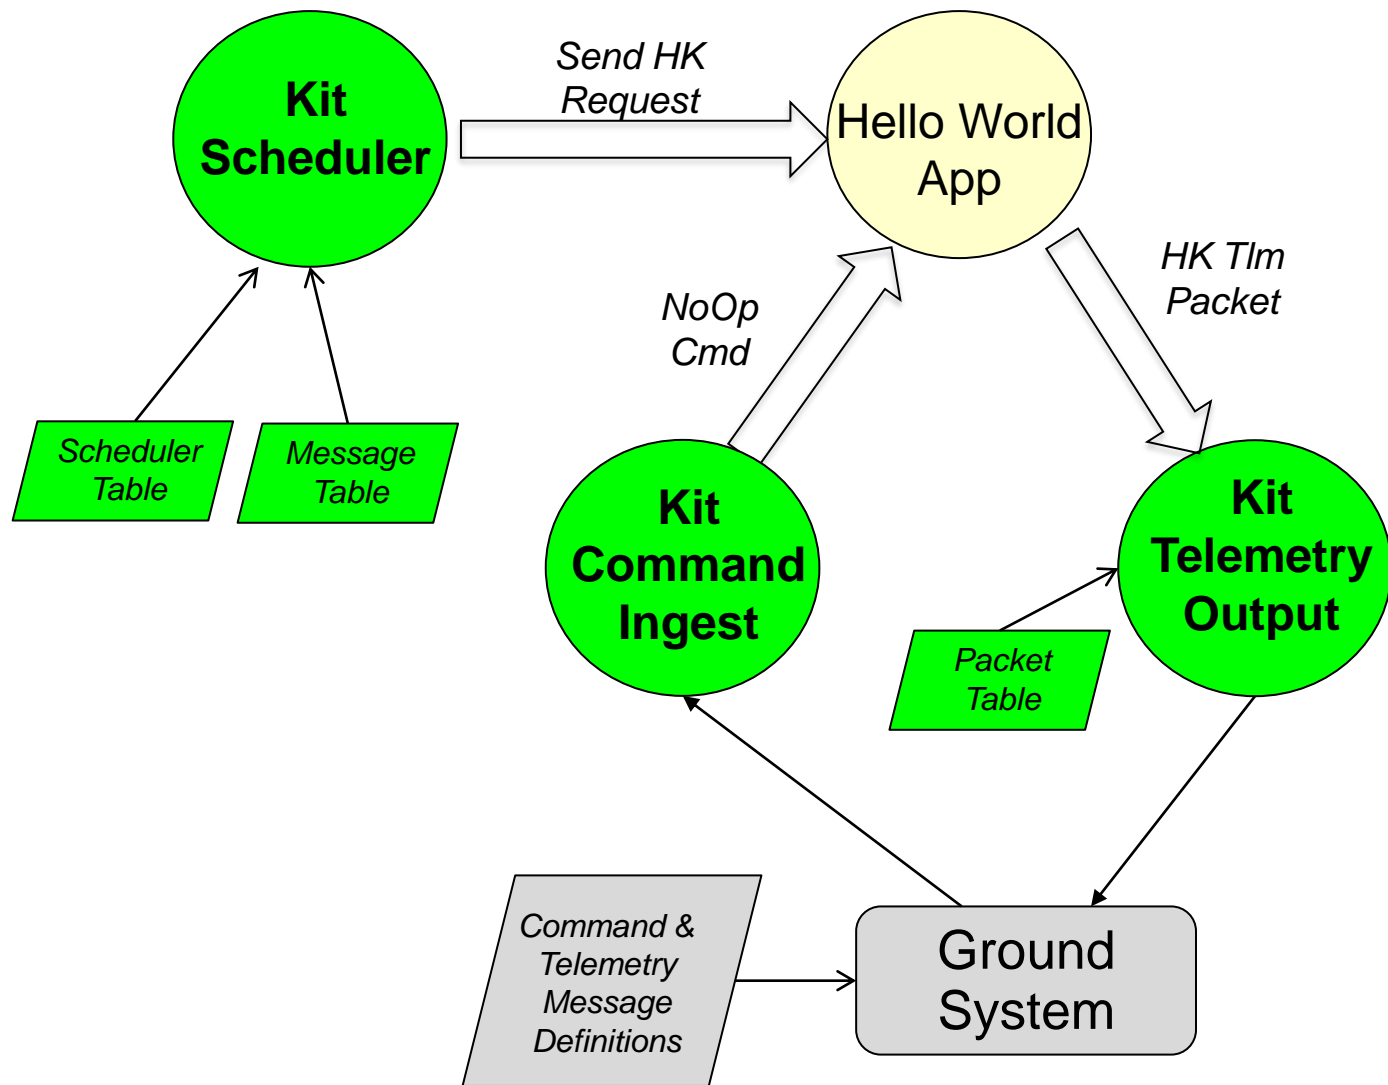 Kit
Scheduler
Send HK
Request
Hello World
App
NoOp
Cmd
HK Tlm
Packet
Scheduler
Table
Message
Table
Kit
Command
Ingest
Kit
Telemetry
Output
Packet
Table
Command &
Telemetry
Message
Definitions
Ground
System